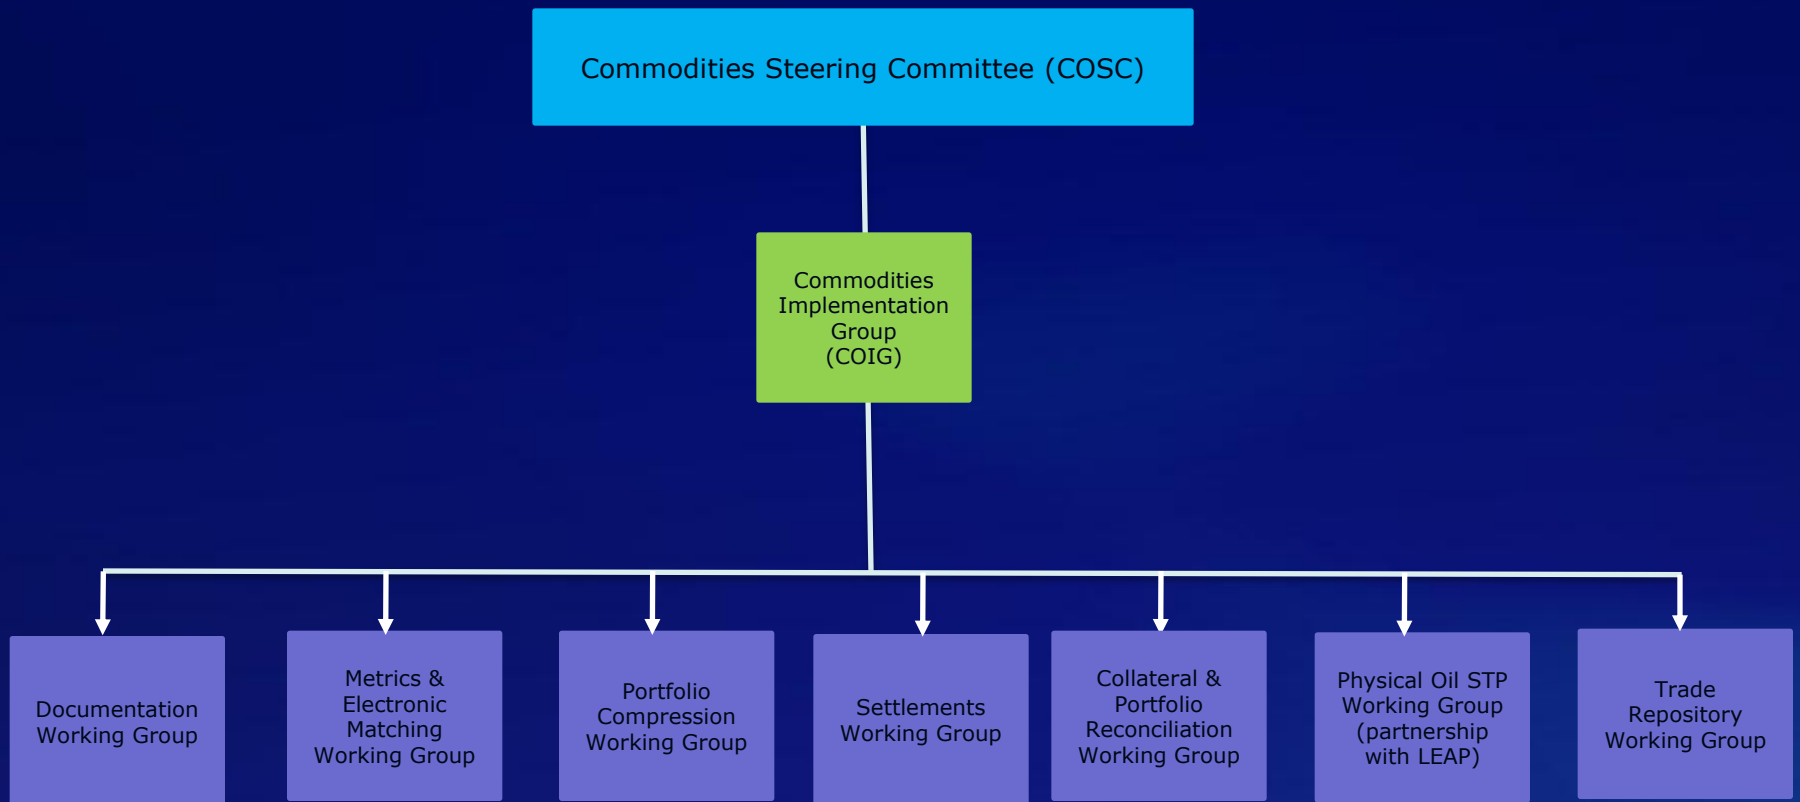 Commodities Steering Committee (COSC)
Commodities
Implementation
Group
(COIG)
Documentation
Working Group
Metrics &
Electronic
Matching
Working Group
Portfolio
Compression
Working Group
Settlements
Working Group
Collateral &
Portfolio
Reconciliation
Working Group
Physical Oil STP
Working Group
(partnership
with LEAP)
Trade
Repository
Working Group